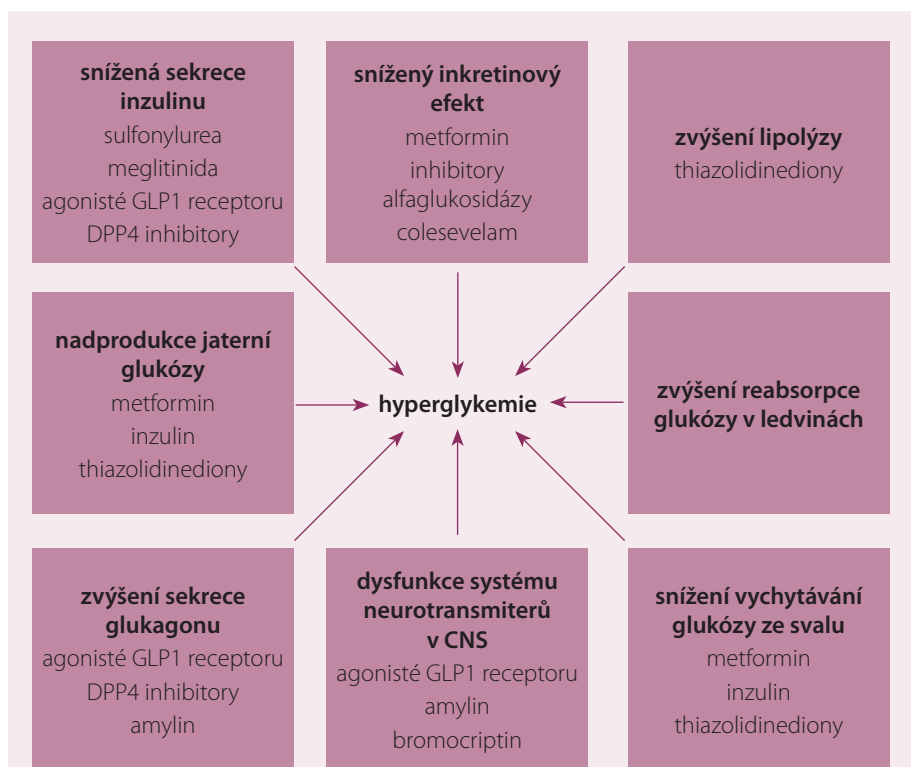 snížená sekrece
inzulinu
sulfonylurea
meglitinida
agonisté GLP1 receptoru
DPP4 inhibitory
snížený inkretinový
efekt
metformin
inhibitory
alfaglukosidázy
colesevelam
zvýšení lipolýzy
thiazolidinediony
nadprodukce jaterní
glukózy
metformin
inzulin
thiazolidinediony
hyperglykemie
zvýšení reabsorpce
glukózy v ledvinách
zvýšení sekrece
glukagonu
agonisté GLP1 receptoru
DPP4 inhibitory
amylin
dysfunkce systému
neurotransmiterů
v CNS
agonisté GLP1 receptoru
amylin
bromocriptin
snížení vychytávání
glukózy ze svalu
metformin
inzulin
thiazolidinediony